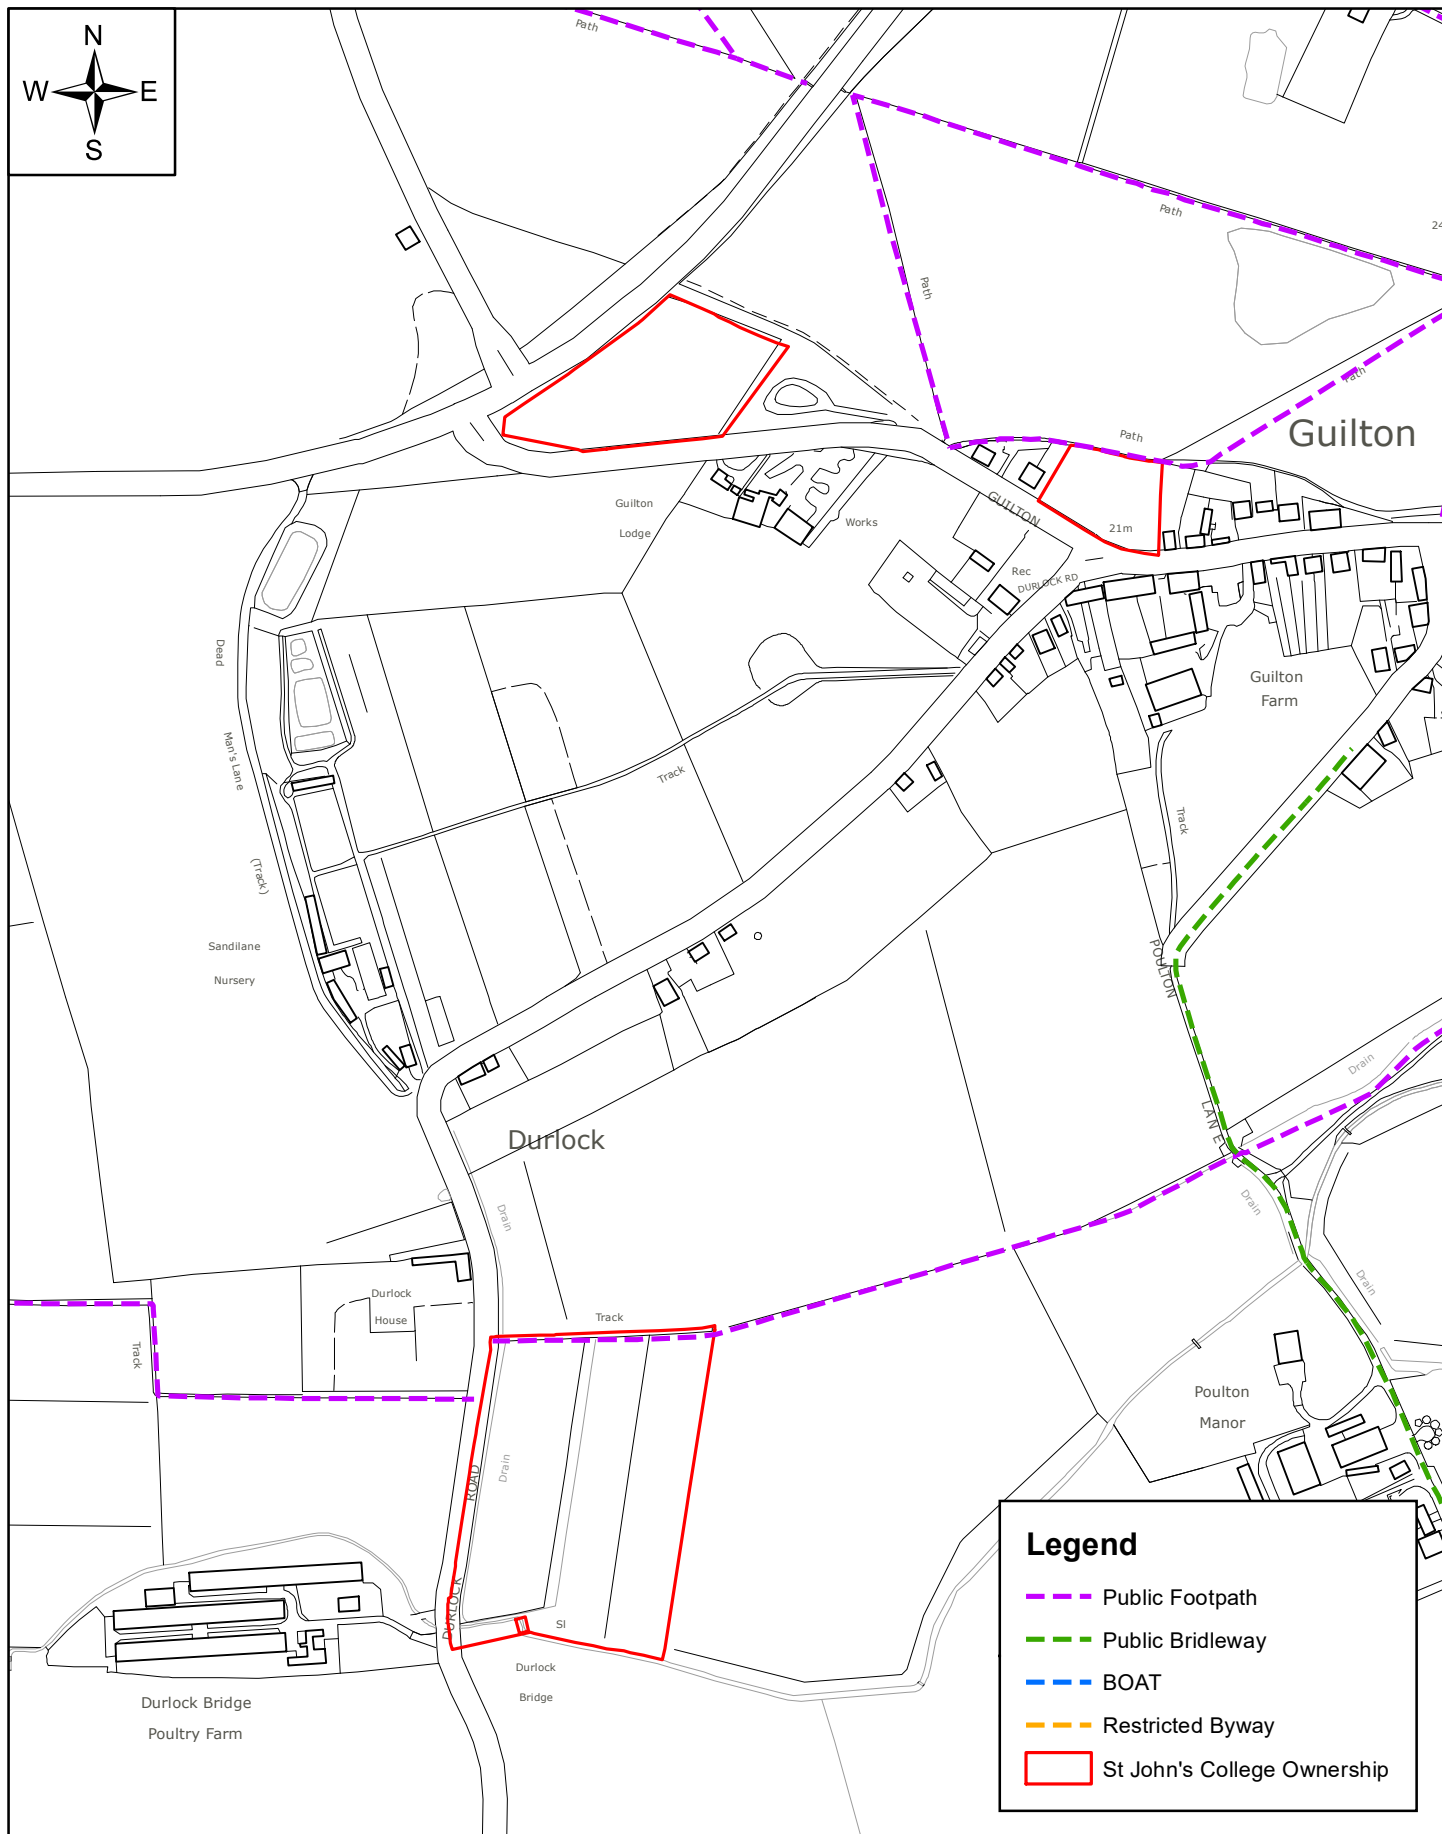 N
W E
S
Path
Path
24
Path
Path
Path
Guilton
Guilton
Lodge
Works
GUILTON
21m
Rec
DURLOCK RD
Dead
Man's Lane
(Track)
Guilton
Farm
Track
Track
Sandilane
Nursery
POULTON
LANE
Drain
Durlock
Drain
Drain
Drain
Durlock
House
Track
Track
Poulton
Manor
Drain
ROAD
DURLOCK
Sl
Durlock
Bridge
Durlock Bridge
Poultry Farm
Legend
Public Footpath
Public Bridleway
BOAT
Restricted Byway
St John's College Ownership